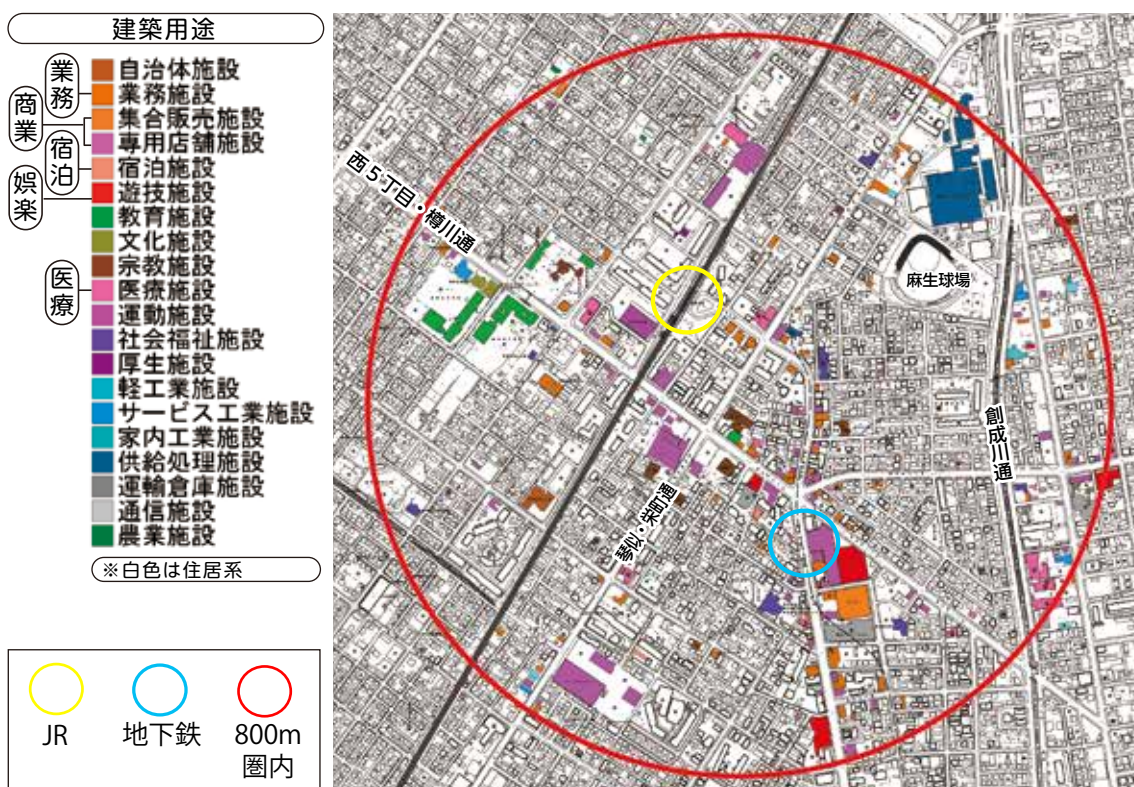 建築用途
業務
商業
宿泊
娯楽
医療
自治体施設
業務施設
集合販売施設
専用店舗施設
宿泊施設
遊技施設
教育施設
文化施設
宗教施設
医療施設
運動施設
社会福祉施設
厚生施設
軽工業施設
サービス工業施設
家内工業施設
供給処理施設
運輸倉庫施設
通信施設
農業施設
※白色は住居系
JR
地下鉄
800m
圏内
西5丁目・樽川通
麻生球場
創成川通
琴似・栄町通